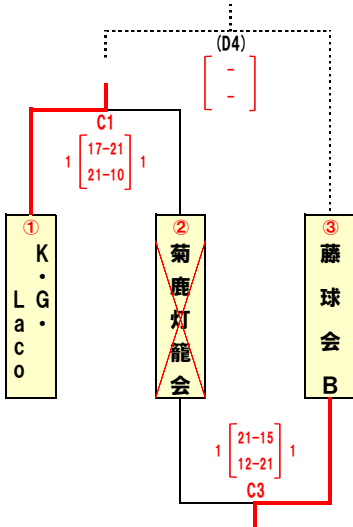 (D4)
-
-
C1
1 17-21 1
21-10
① ② ③
K・G・Laco
菊鹿灯籠会
藤球会B
1 21-15 1
12-21
C3